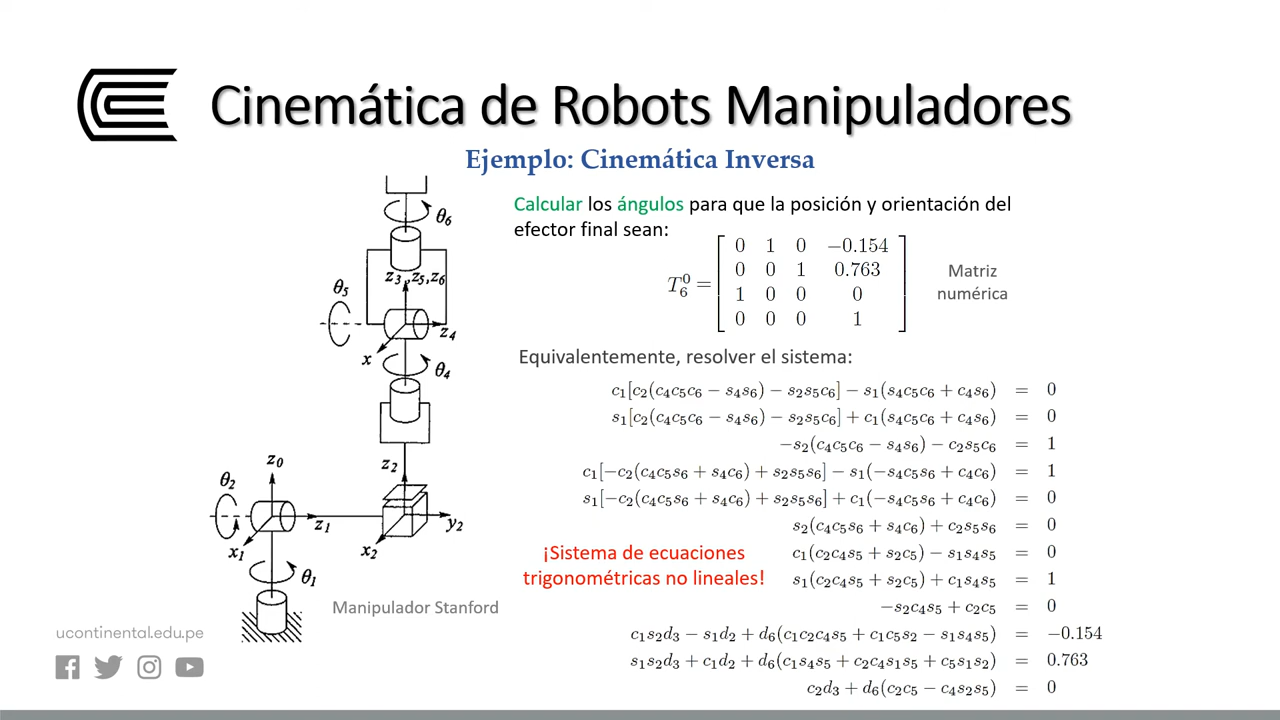 Cinemática de Robots Manipuladores
Ejemplo: Cinemática Inversa
Calcular los ángulos para que la posición y orientación del
efector final sean:
T₆⁰ =
0 1 0 −0.154
0 0 1 0.763
1 0 0 0
0 0 0 1
Matriz
numérica
Equivalentemente, resolver el sistema:
c₁[c₂(c₄c₅c₆ − s₄s₆) − s₂s₅c₆] − s₁(s₄c₅c₆ + c₄s₆) = 0
s₁[c₂(c₄c₅c₆ − s₄s₆) − s₂s₅c₆] + c₁(s₄c₅c₆ + c₄s₆) = 0
−s₂(c₄c₅c₆ − s₄s₆) − c₂s₅c₆ = 1
c₁[−c₂(c₄c₅s₆ + s₄c₆) + s₂s₅s₆] − s₁(−s₄c₅s₆ + c₄c₆) = 1
s₁[−c₂(c₄c₅s₆ + s₄c₆) + s₂s₅s₆] + c₁(−s₄c₅s₆ + c₄c₆) = 0
s₂(c₄c₅s₆ + s₄c₆) + c₂s₅s₆ = 0
c₁(c₂c₄s₅ + s₂c₅) − s₁s₄s₅ = 0
s₁(c₂c₄s₅ + s₂c₅) + c₁s₄s₅ = 1
−s₂c₄s₅ + c₂c₅ = 0
c₁s₂d₃ − s₁d₂ + d₆(c₁c₂c₄s₅ + c₁c₅s₂ − s₁s₄s₅) = −0.154
s₁s₂d₃ + c₁d₂ + d₆(c₁s₄s₅ + c₂c₄s₁s₅ + c₅s₁s₂) = 0.763
c₂d₃ + d₆(c₂c₅ − c₄s₂s₅) = 0
¡Sistema de ecuaciones
trigonométricas no lineales!
θ₆
z₃,z₅,z₆
θ₅
z₄
x
θ₄
z₂
z₀
θ₂
z₁
y₂
x₁
x₂
θ₁
Manipulador Stanford
ucontinental.edu.pe